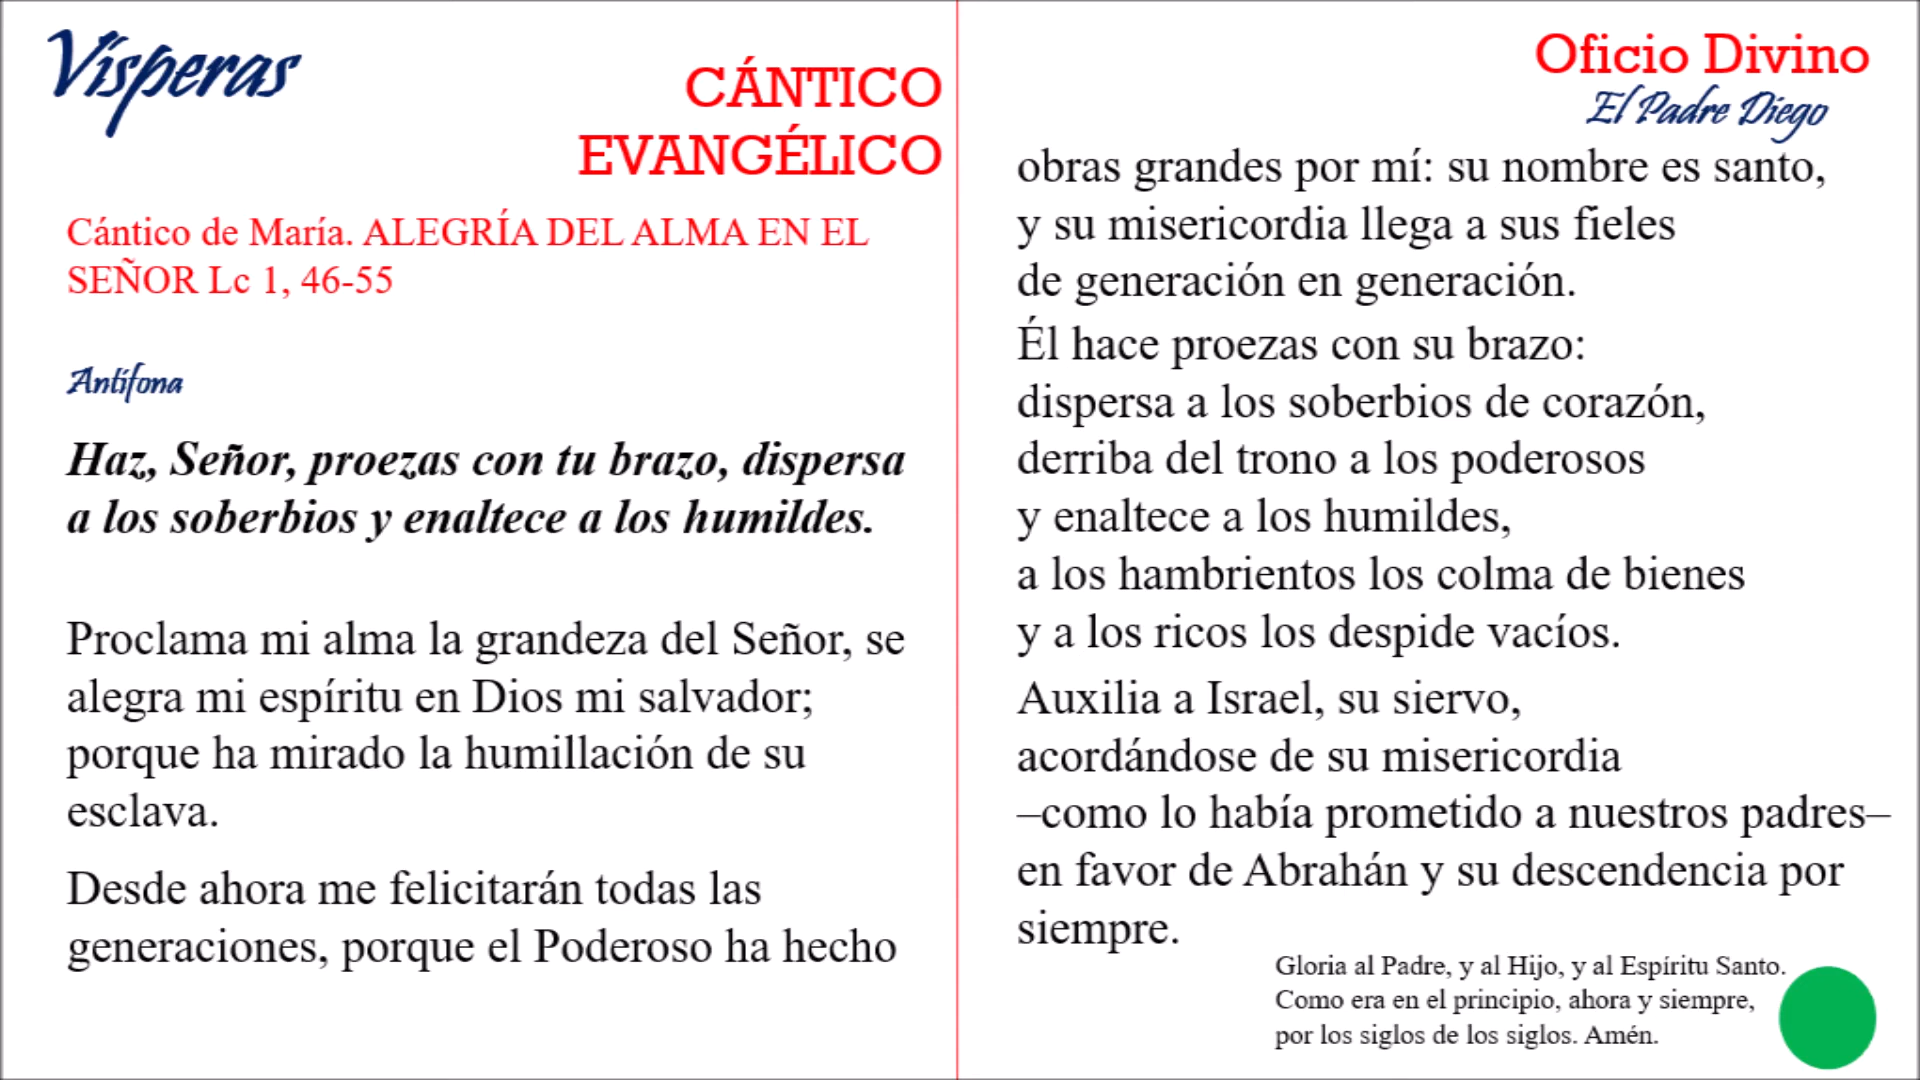 Vísperas
CÁNTICO
EVANGÉLICO
Cántico de María. ALEGRÍA DEL ALMA EN EL
SEÑOR Lc 1, 46-55
Antífona
Haz, Señor, proezas con tu brazo, dispersa
a los soberbios y enaltece a los humildes.
Proclama mi alma la grandeza del Señor, se
alegra mi espíritu en Dios mi salvador;
porque ha mirado la humillación de su
esclava.
Desde ahora me felicitarán todas las
generaciones, porque el Poderoso ha hecho
Oficio Divino
El Padre Diego
obras grandes por mí: su nombre es santo,
y su misericordia llega a sus fieles
de generación en generación.
Él hace proezas con su brazo:
dispersa a los soberbios de corazón,
derriba del trono a los poderosos
y enaltece a los humildes,
a los hambrientos los colma de bienes
y a los ricos los despide vacíos.
Auxilia a Israel, su siervo,
acordándose de su misericordia
–como lo había prometido a nuestros padres–
en favor de Abrahán y su descendencia por
siempre.
Gloria al Padre, y al Hijo, y al Espíritu Santo.
Como era en el principio, ahora y siempre,
por los siglos de los siglos. Amén.